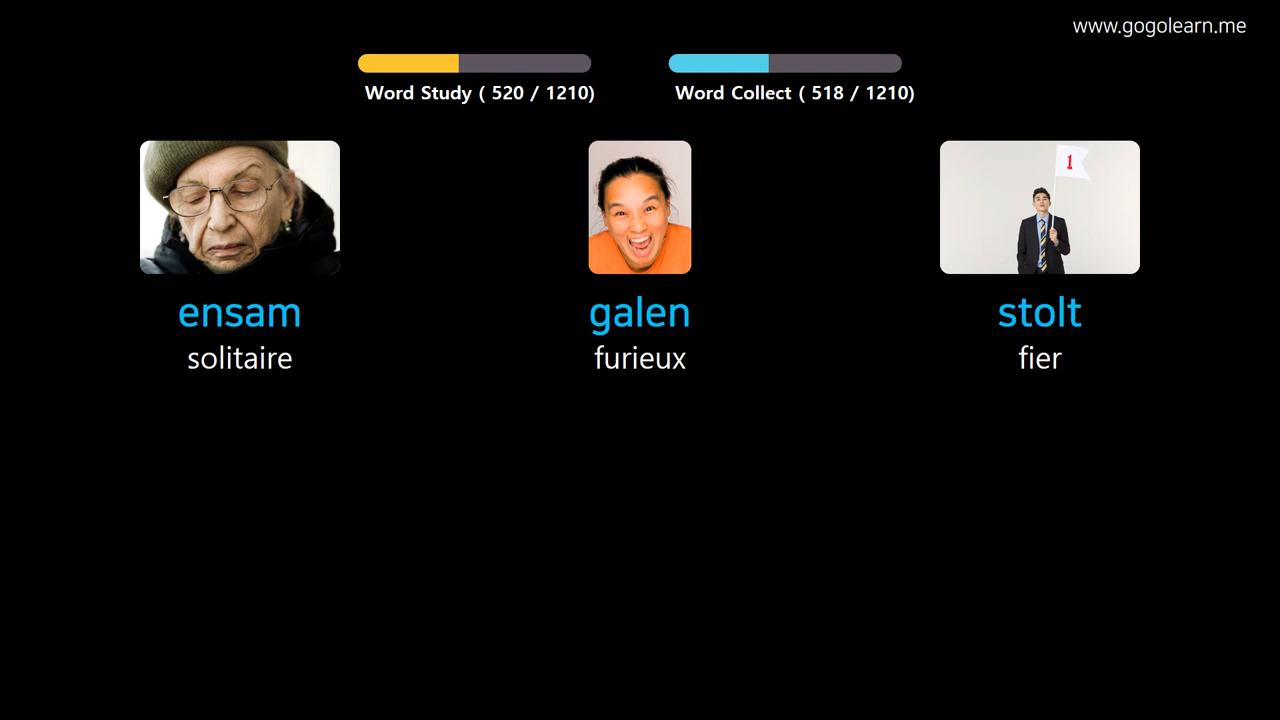 www.gogolearn.me
Word Study ( 520 / 1210)
Word Collect ( 518 / 1210)
1
ensam
galen
stolt
solitaire
furieux
fier